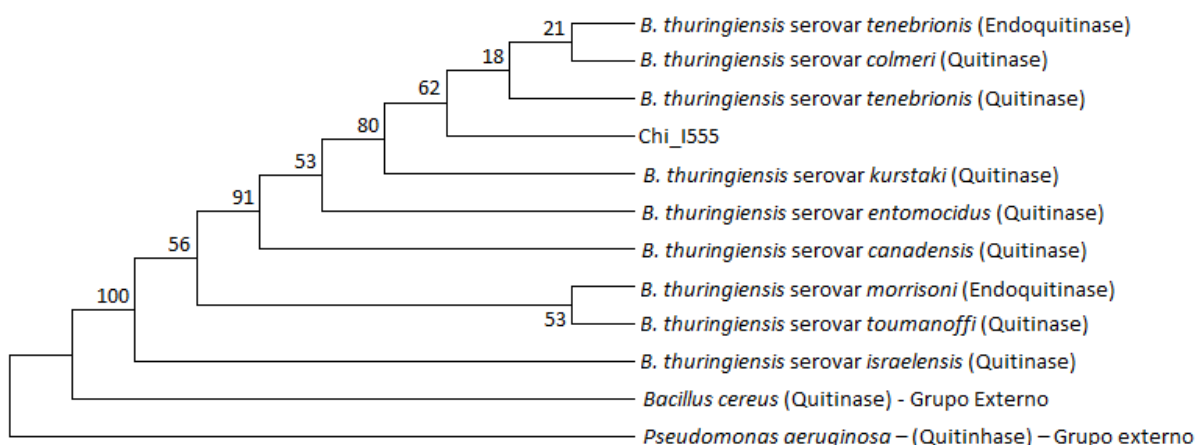 21 B. thuringiensis serovar tenebrionis (Endoquitinase)
18 B. thuringiensis serovar colmeri (Quitinase)
62 B. thuringiensis serovar tenebrionis (Quitinase)
80 Chi_I555
53 B. thuringiensis serovar kurstaki (Quitinase)
91 B. thuringiensis serovar entomocidus (Quitinase)
56 B. thuringiensis serovar canadensis (Quitinase)
100 B. thuringiensis serovar morrisoni (Endoquitinase)
53 B. thuringiensis serovar toumanoffi (Quitinase)
B. thuringiensis serovar israelensis (Quitinase)
Bacillus cereus (Quitinase) - Grupo Externo
Pseudomonas aeruginosa – (Quitinhase) – Grupo externo